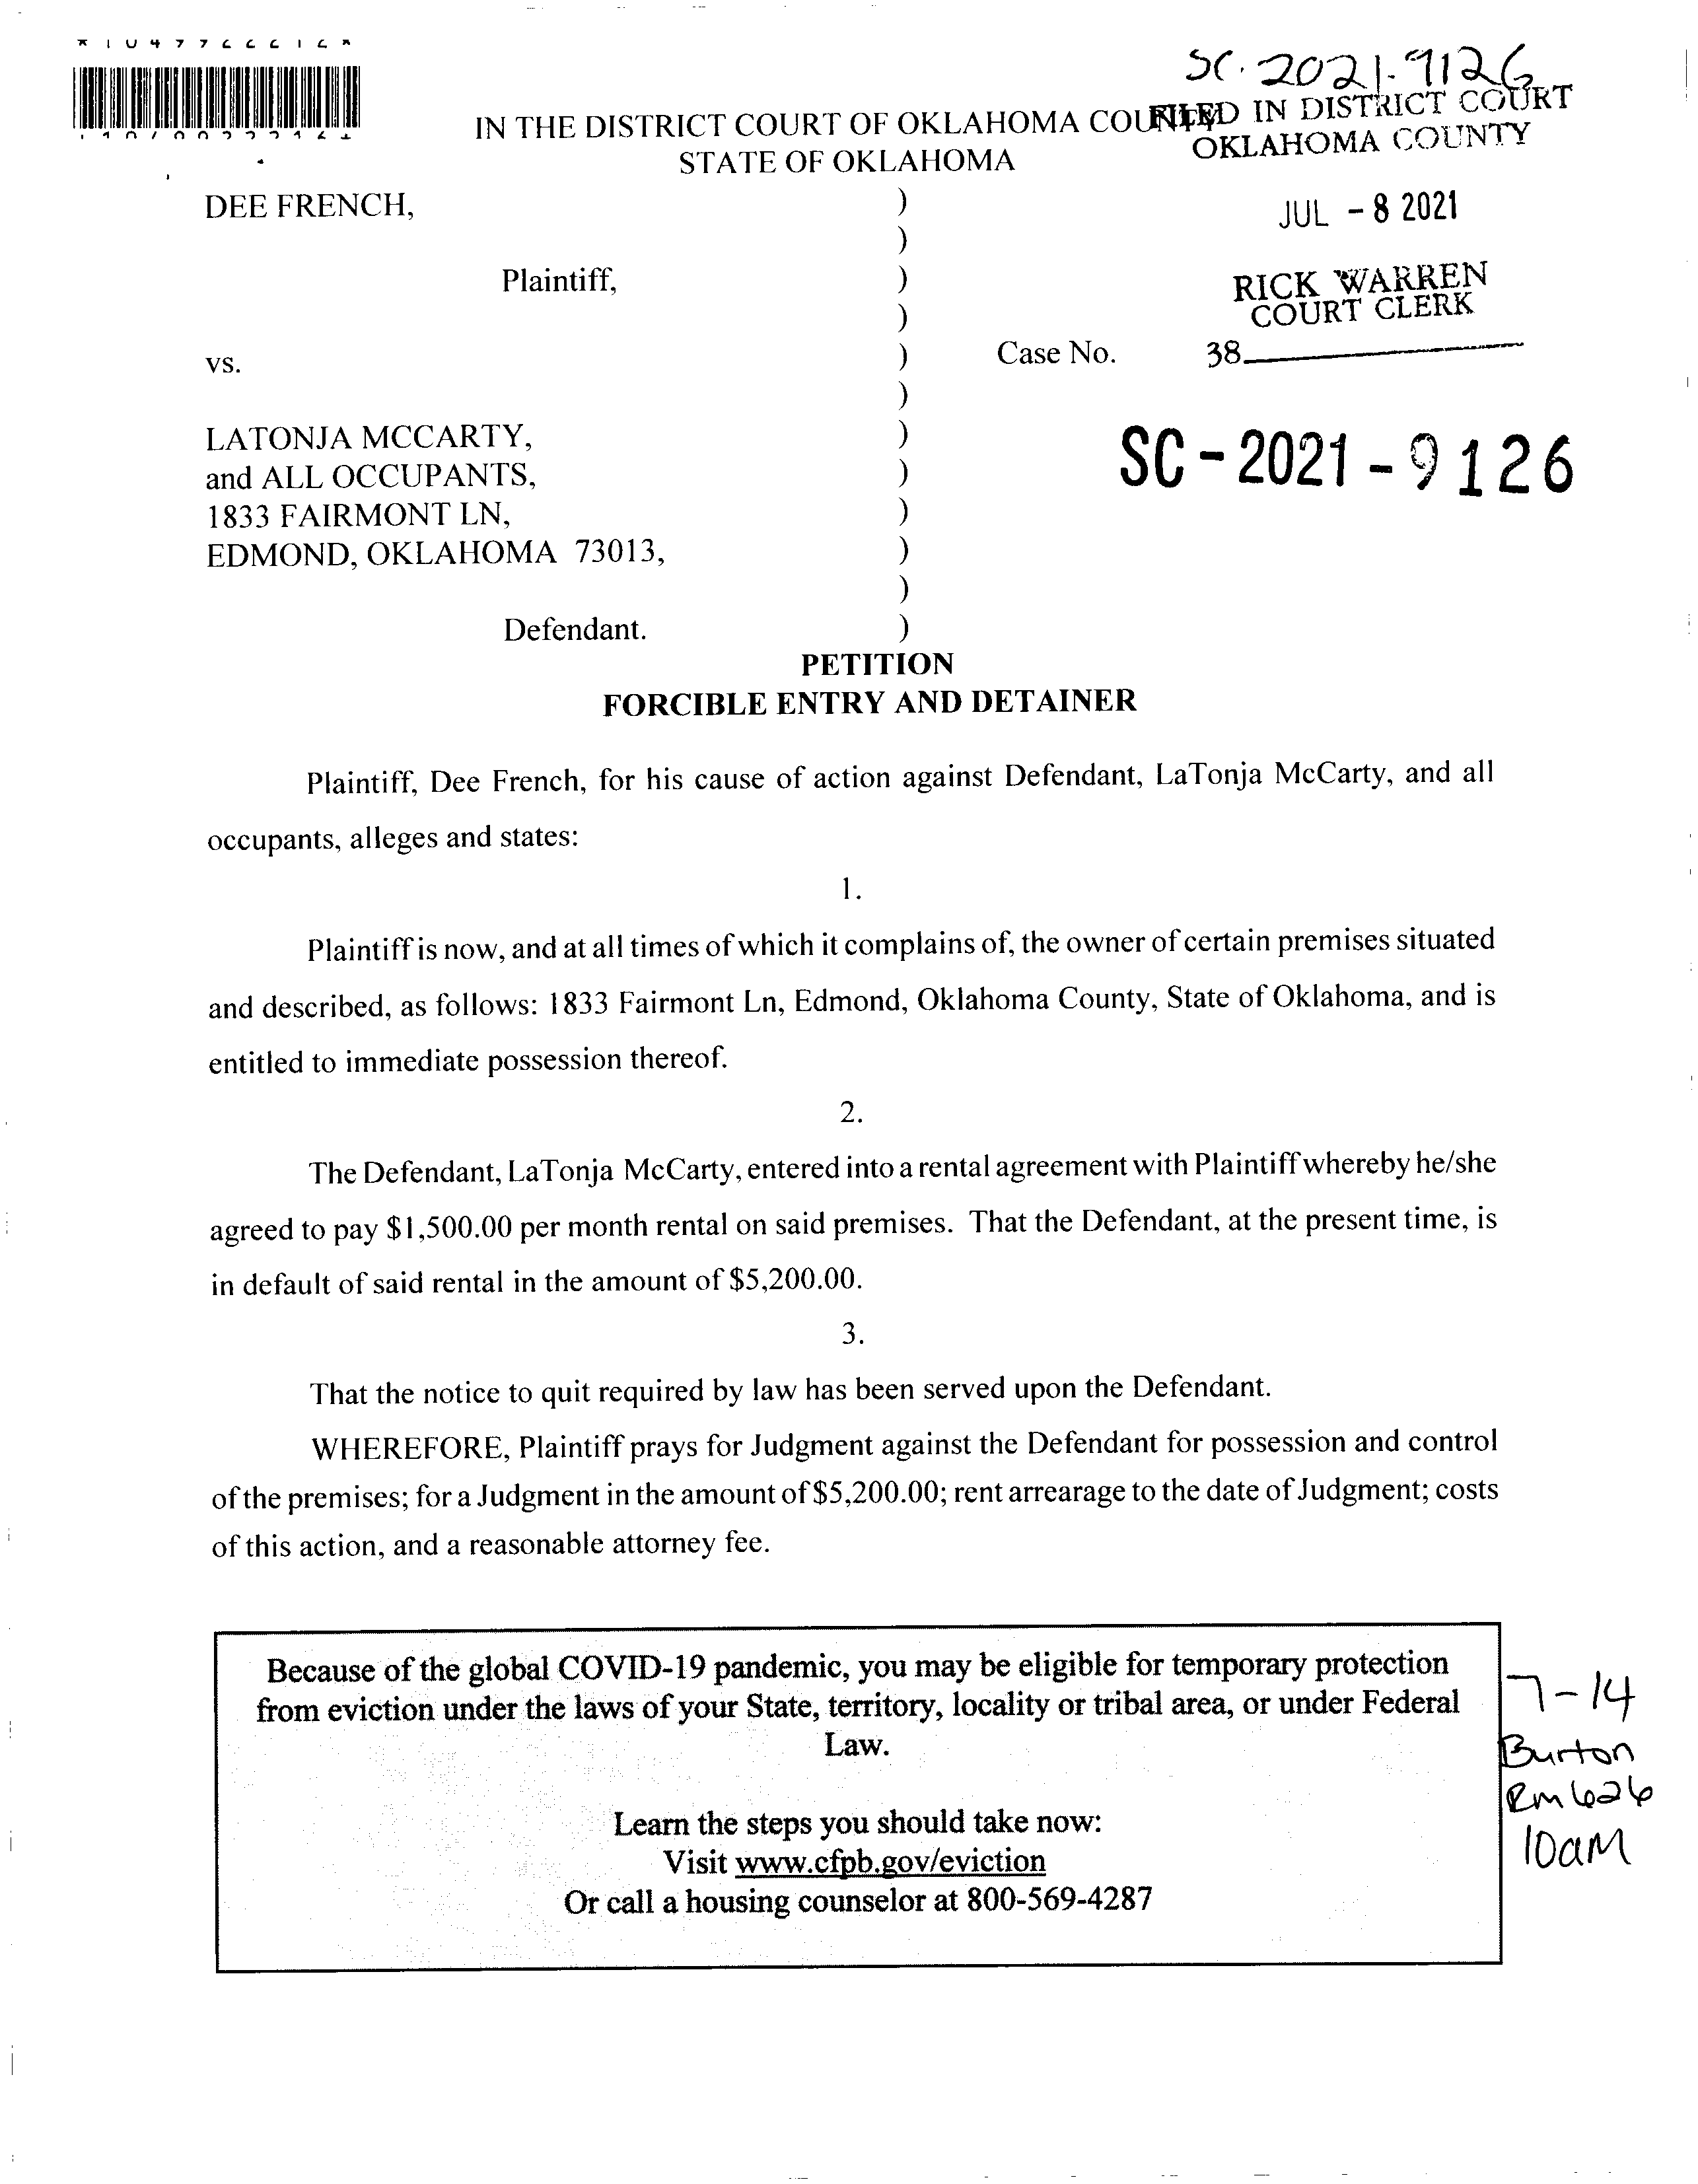 SC-2021-9126
IN THE DISTRICT COURT OF OKLAHOMA COUNTY
FILED IN DISTRICT COURT
STATE OF OKLAHOMA
OKLAHOMA COUNTY
DEE FRENCH, )
JUL - 8 2021
)
Plaintiff, )
RICK WARREN
COURT CLERK
)
vs. ) Case No. 38
)
LATONJA MCCARTY, )
SC-2021-9126
and ALL OCCUPANTS, )
1833 FAIRMONT LN, )
EDMOND, OKLAHOMA 73013, )
)
Defendant. )
PETITION
FORCIBLE ENTRY AND DETAINER
Plaintiff, Dee French, for his cause of action against Defendant, LaTonja McCarty, and all
occupants, alleges and states:
1.
Plaintiff is now, and at all times of which it complains of, the owner of certain premises situated
and described, as follows: 1833 Fairmont Ln, Edmond, Oklahoma County, State of Oklahoma, and is
entitled to immediate possession thereof.
2.
The Defendant, LaTonja McCarty, entered into a rental agreement with Plaintiff whereby he/she
agreed to pay $1,500.00 per month rental on said premises. That the Defendant, at the present time, is
in default of said rental in the amount of $5,200.00.
3.
That the notice to quit required by law has been served upon the Defendant.
WHEREFORE, Plaintiff prays for Judgment against the Defendant for possession and control
of the premises; for a Judgment in the amount of $5,200.00; rent arrearage to the date of Judgment; costs
of this action, and a reasonable attorney fee.
Because of the global COVID-19 pandemic, you may be eligible for temporary protection
from eviction under the laws of your State, territory, locality or tribal area, or under Federal
Law.
Learn the steps you should take now:
Visit www.cfpb.gov/eviction
Or call a housing counselor at 800-569-4287
7-14
Burton
Rm 626
10am